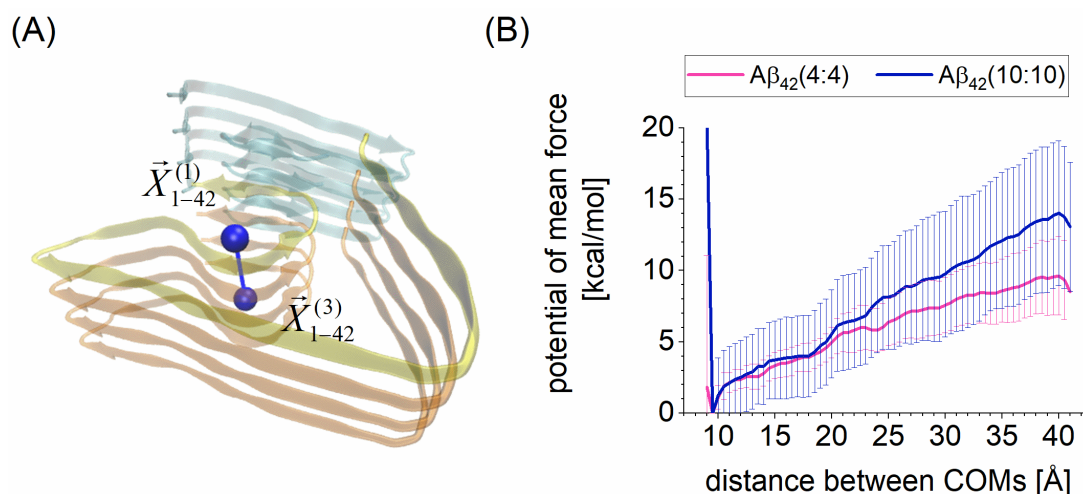 (A)
X⃗₁₋₄₂⁽¹⁾
X⃗₁₋₄₂⁽³⁾
(B)
Aβ₄₂(4:4) Aβ₄₂(10:10)
potential of mean force
[kcal/mol]
20
15
10
5
0
10 15 20 25 30 35 40
distance between COMs [Å]